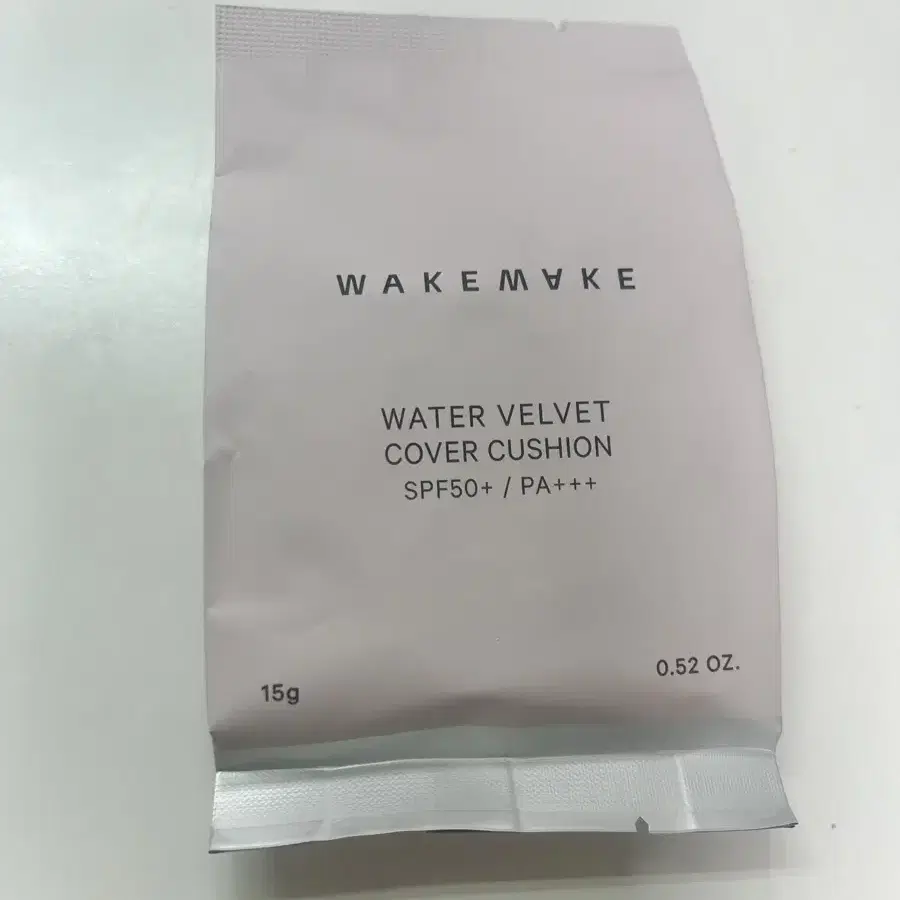 WAKEMAKE
WATER VELVET
COVER CUSHION
SPF50+ / PA+++
15g
0.52 OZ.